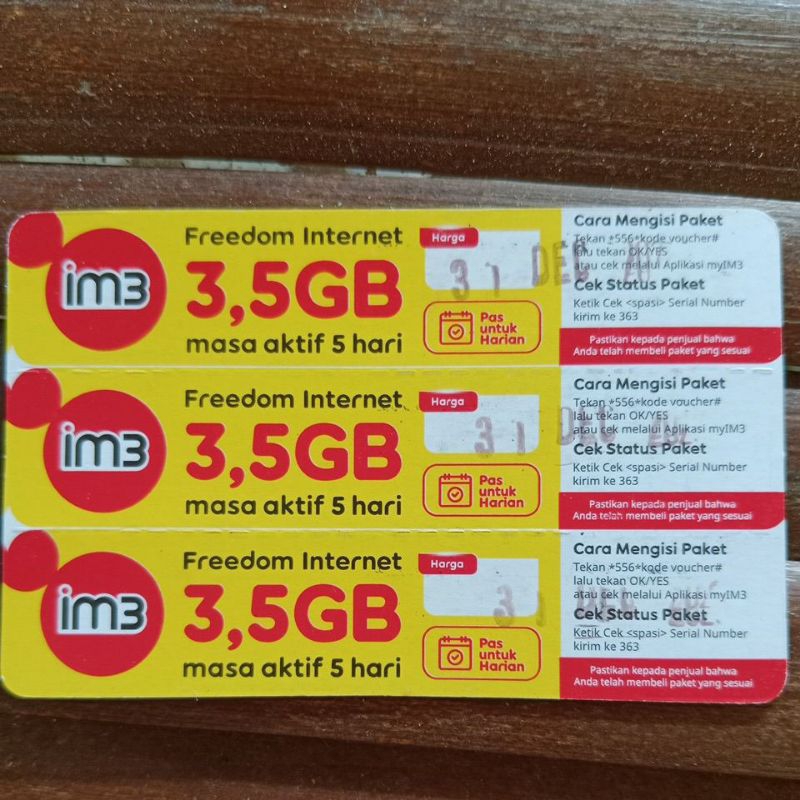 im3
Freedom Internet
3,5GB
masa aktif 5 hari
Harga
31 DEC
Pas
untuk
Harian
Cara Mengisi Paket
Tekan *556*kode voucher#
lalu tekan OK/YES
atau cek melalui Aplikasi myIM3
Cek Status Paket
Ketik Cek <spasi> Serial Number
kirim ke 363
Pastikan kepada penjual bahwa
Anda telah membeli paket yang sesuai
im3
Freedom Internet
3,5GB
masa aktif 5 hari
Harga
31 DEC
Pas
untuk
Harian
Cara Mengisi Paket
Tekan *556*kode voucher#
lalu tekan OK/YES
atau cek melalui Aplikasi myIM3
Cek Status Paket
Ketik Cek <spasi> Serial Number
kirim ke 363
Pastikan kepada penjual bahwa
Anda telah membeli paket yang sesuai
im3
Freedom Internet
3,5GB
masa aktif 5 hari
Harga
31
Pas
untuk
Harian
Cara Mengisi Paket
Tekan *556*kode voucher#
lalu tekan OK/YES
atau cek melalui Aplikasi myIM3
Cek Status Paket
Ketik Cek <spasi> Serial Number
kirim ke 363
Pastikan kepada penjual bahwa
Anda telah membeli paket yang sesuai